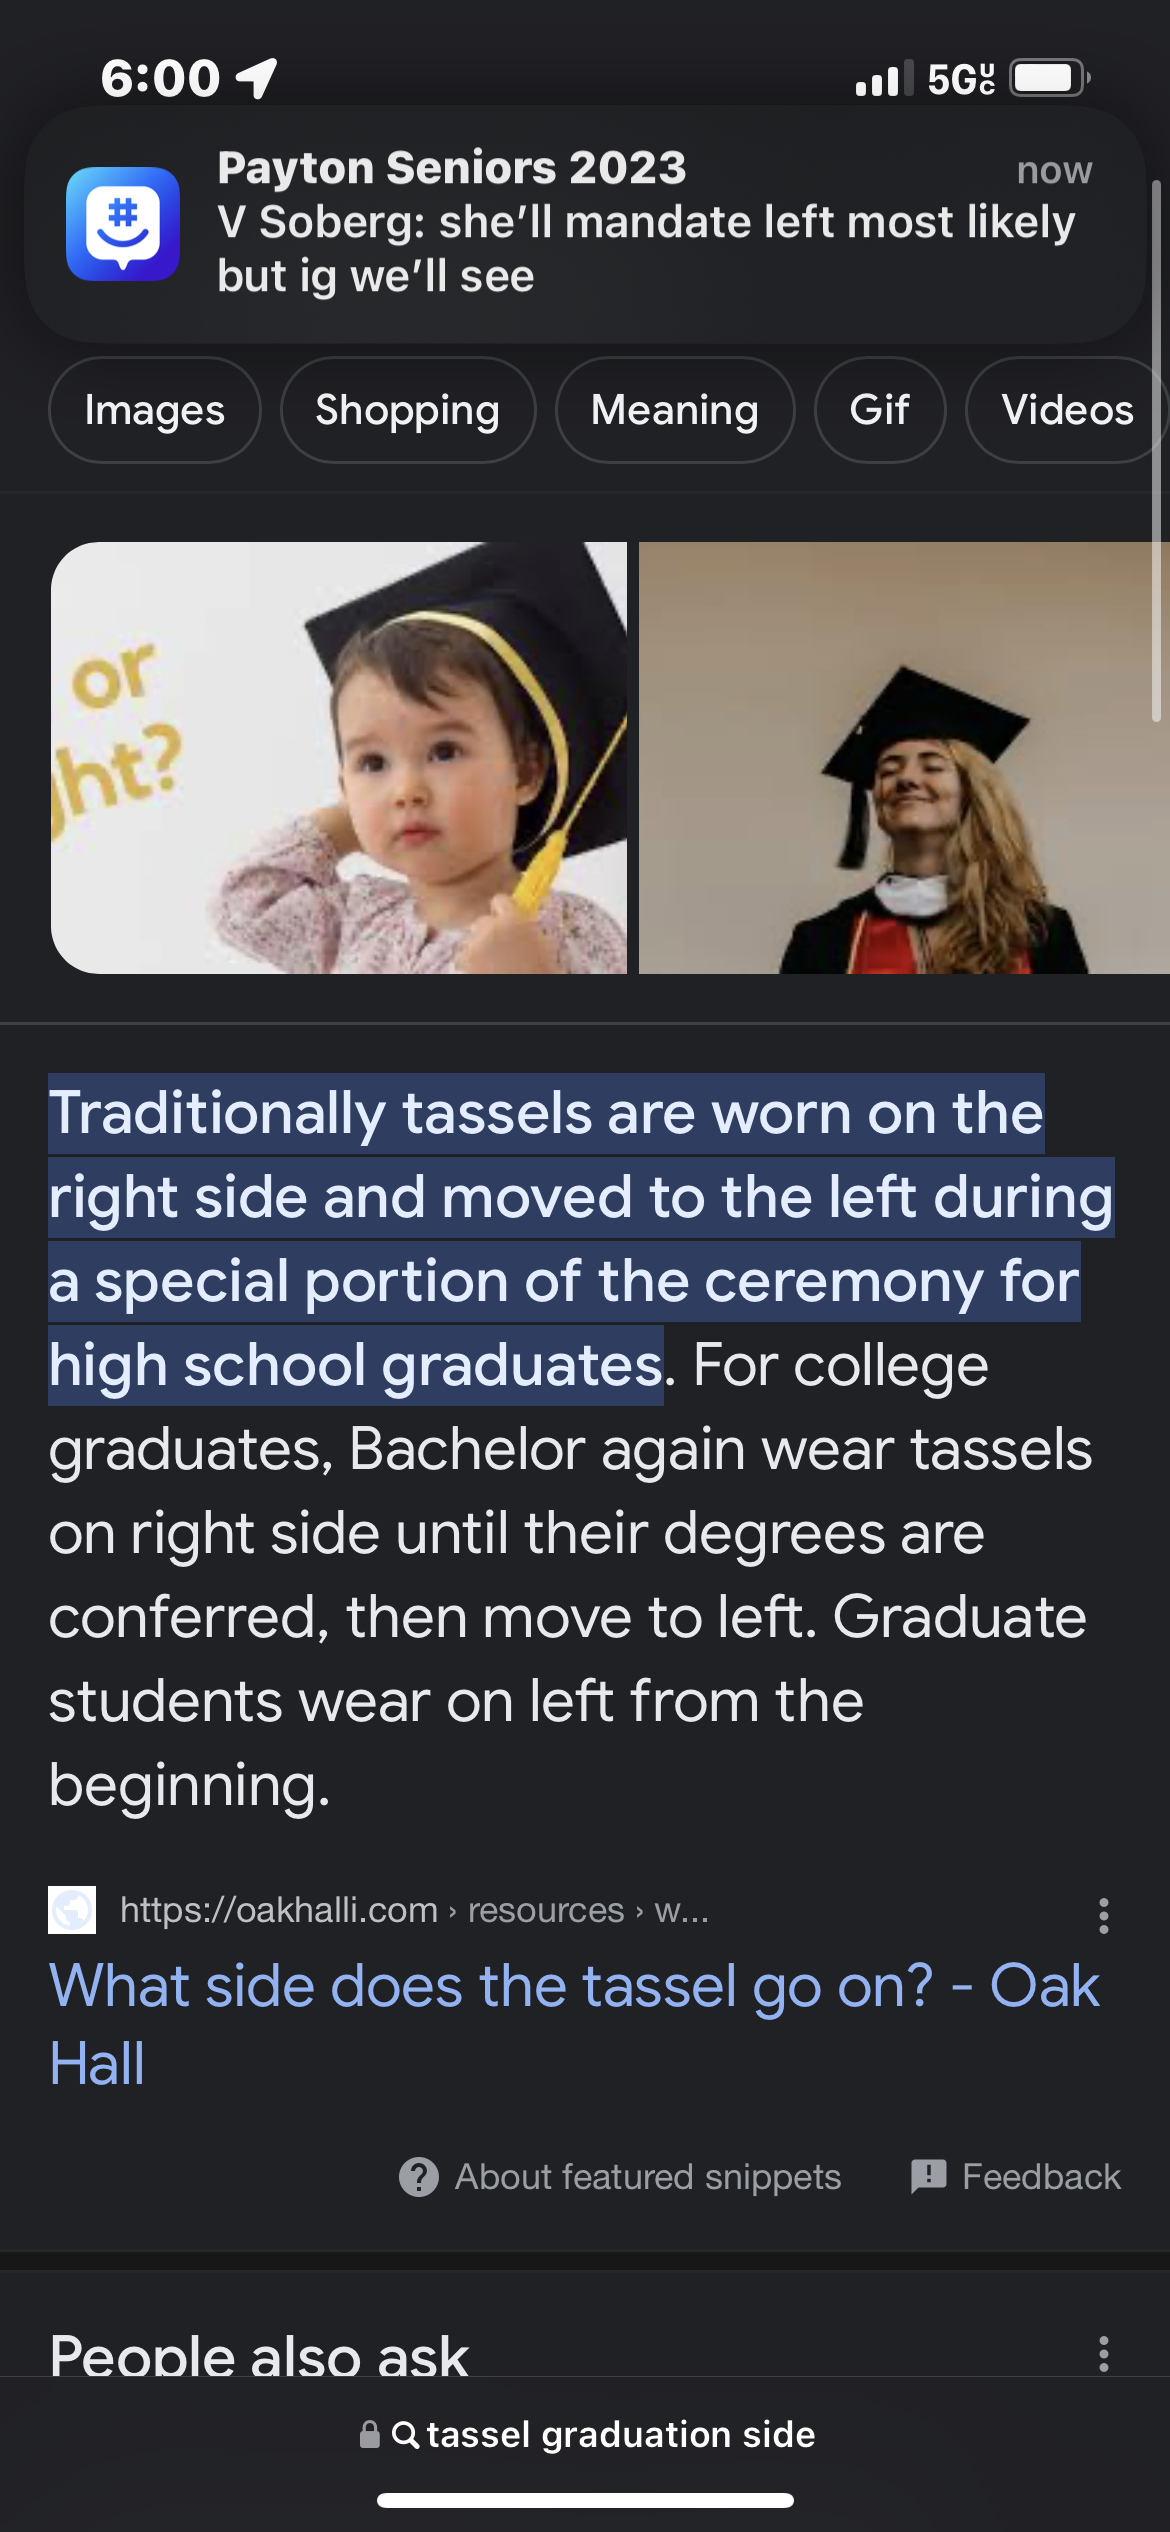 6:00
5G UC
Payton Seniors 2023
now
V Soberg: she’ll mandate left most likely
but ig we’ll see
Images
Shopping
Meaning
Gif
Videos
or
ht?
Traditionally tassels are worn on the
right side and moved to the left during
a special portion of the ceremony for
high school graduates. For college
graduates, Bachelor again wear tassels
on right side until their degrees are
conferred, then move to left. Graduate
students wear on left from the
beginning.
https://oakhalli.com › resources › w...
What side does the tassel go on? - Oak
Hall
About featured snippets
Feedback
People also ask
tassel graduation side